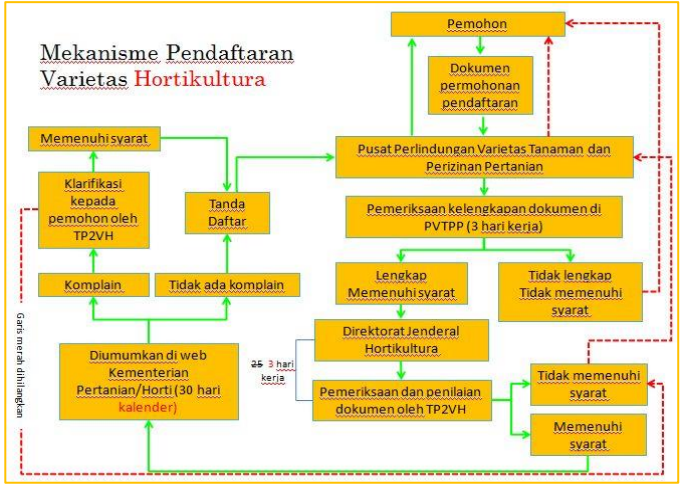 Mekanisme Pendaftaran
Varietas Hortikultura
Pemohon
Dokumen
permohonan
pendaftaran
Pusat Perlindungan Varietas Tanaman dan
Perizinan Pertanian
Pemeriksaan kelengkapan dokumen di
PVTPP (3 hari kerja)
Lengkap
Memenuhi syarat
Tidak lengkap
Tidak memenuhi
syarat
Direktorat Jenderal
Hortikultura
25 3 hari
kerja
Pemeriksaan dan penilaian
dokumen oleh TP2VH
Tidak memenuhi
syarat
Memenuhi
syarat
Diumumkan di web
Kementerian
Pertanian/Horti (30 hari
kalender)
Komplain
Tidak ada komplain
Klarifikasi
kepada
pemohon oleh
TP2VH
Tanda
Daftar
Memenuhi syarat
Garis merah dihilangkan